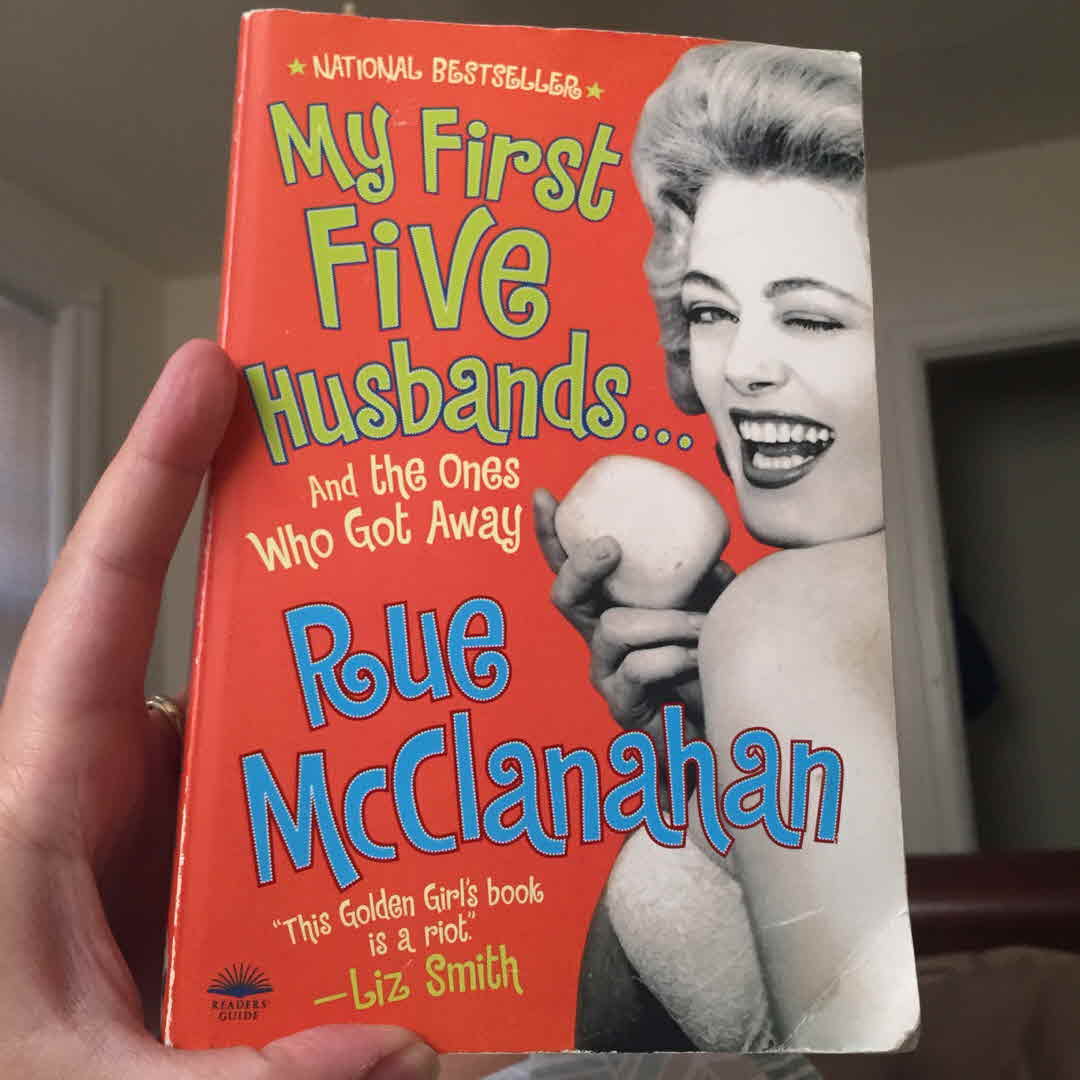 NATIONAL BESTSELLER
My First
Five
Husbands...
And the Ones
Who Got Away
Rue
McClanahan
"This Golden Girl's book
is a riot."
—Liz Smith
READERS'
GUIDE